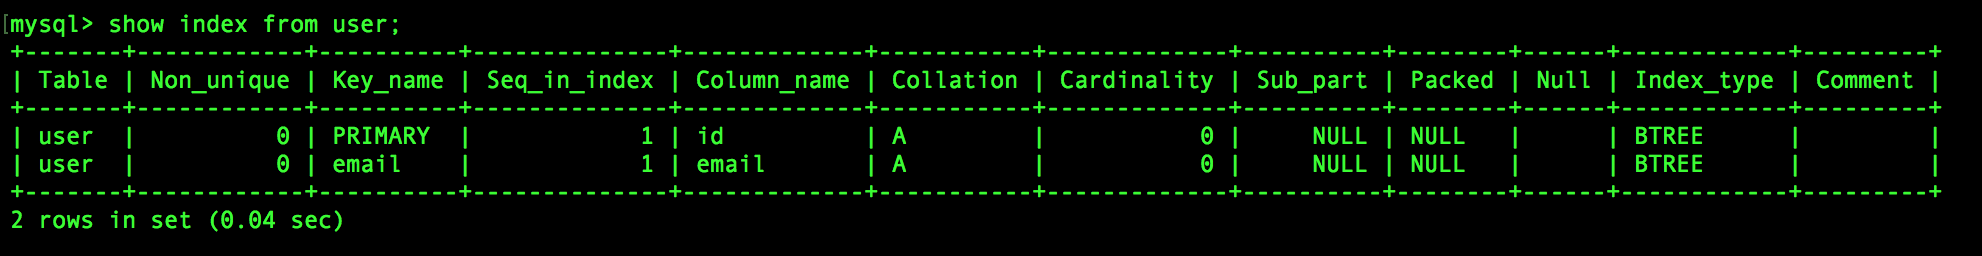 [mysql> show index from user;
+-------+------------+----------+--------------+-------------+-----------+-------------+----------+--------+------+------------+---------+
| Table | Non_unique | Key_name | Seq_in_index | Column_name | Collation | Cardinality | Sub_part | Packed | Null | Index_type | Comment |
+-------+------------+----------+--------------+-------------+-----------+-------------+----------+--------+------+------------+---------+
| user  |          0 | PRIMARY  |            1 | id          | A         |           0 |     NULL | NULL   |      | BTREE      |         |
| user  |          0 | email    |            1 | email       | A         |           0 |     NULL | NULL   |      | BTREE      |         |
+-------+------------+----------+--------------+-------------+-----------+-------------+----------+--------+------+------------+---------+
2 rows in set (0.04 sec)